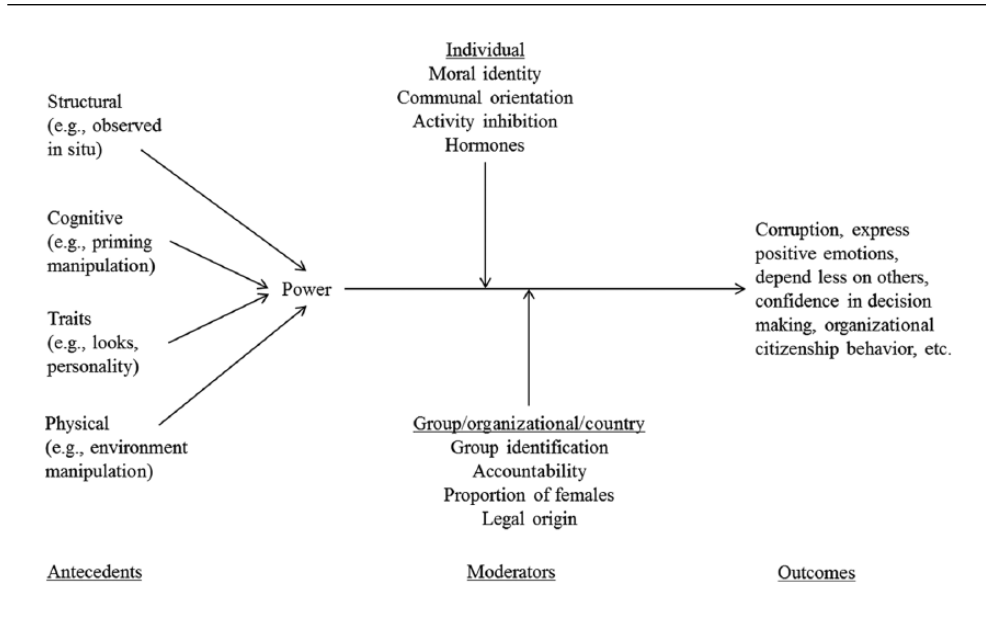 Structural
(e.g., observed
in situ)
Cognitive
(e.g., priming
manipulation)
Traits
(e.g., looks,
personality)
Physical
(e.g., environment
manipulation)
Power
Individual
Moral identity
Communal orientation
Activity inhibition
Hormones
Group/organizational/country
Group identification
Accountability
Proportion of females
Legal origin
Corruption, express
positive emotions,
depend less on others,
confidence in decision
making, organizational
citizenship behavior, etc.
Antecedents
Moderators
Outcomes